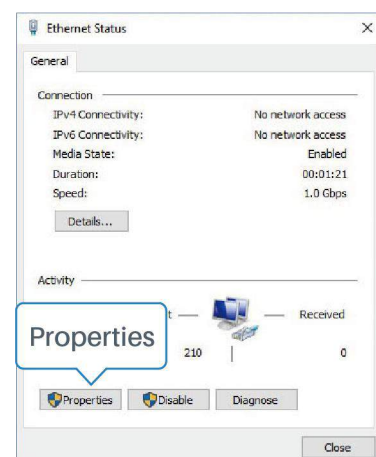 Ethernet Status
General
Connection
IPv4 Connectivity: No network access
IPv6 Connectivity: No network access
Media State: Enabled
Duration: 00:01:21
Speed: 1.0 Gbps
Details...
Activity
Received
Properties
210 0
Properties Disable Diagnose
Close